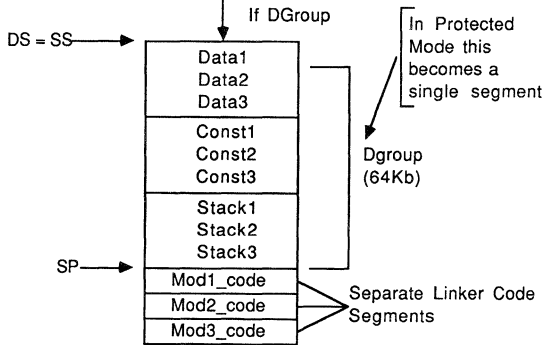 If DGroup
In Protected
Mode this
becomes a
single segment
DS = SS
Data1
Data2
Data3
Const1
Const2
Const3
Dgroup
(64Kb)
Stack1
Stack2
Stack3
SP
Mod1_code
Mod2_code
Mod3_code
Separate Linker Code
Segments